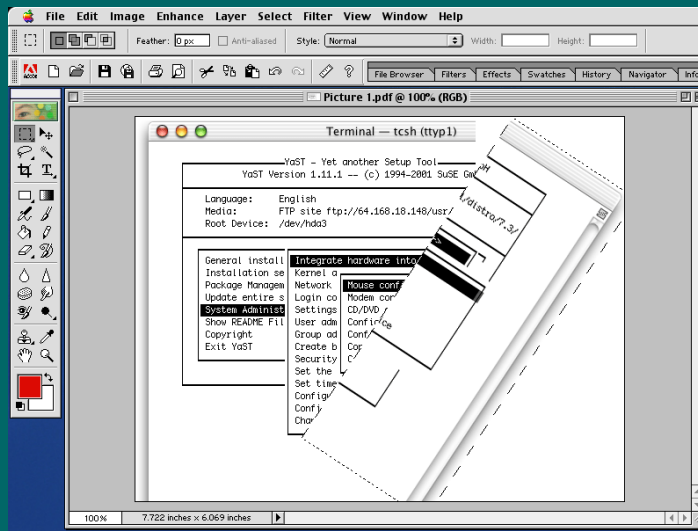 File Edit Image Enhance Layer Select Filter View Window Help
Feather: 0 px Anti-aliased Style: Normal Width: Height:
File Browser Filters Effects Swatches History Navigator Info
Picture 1.pdf @ 100% (RGB)
Terminal — tcsh (ttyp1)
YaST - Yet another Setup Tool
YaST Version 1.11.1 -- (c) 1994-2001 SuSE Gm
bH
Language: English
Media: FTP site ftp://64.168.18.148/usr/
/distro/7.3/
Root Device: /dev/hda3
General install
Installation se
Package Managem
Update entire s
System Administ
Show README Fil
Copyright
Exit YaST
Integrate hardware into
Kernel
Network
Login co
Settings
User adm
Group ad
Create b
Security
Set the
Set time
Configu
Confi
Mouse conf
Modem con
CD/DVD
Config
Conf
100% 7.722 inches × 6.069 inches